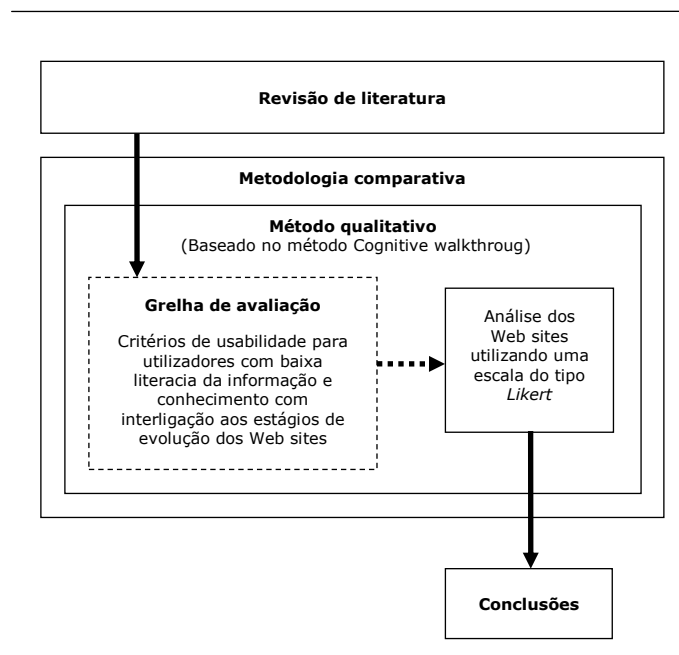 Revisão de literatura
Metodologia comparativa
Método qualitativo
(Baseado no método Cognitive walkthroug)
Grelha de avaliação
Critérios de usabilidade para
utilizadores com baixa
literacia da informação e
conhecimento com
interligação aos estágios de
evolução dos Web sites
Análise dos
Web sites
utilizando uma
escala do tipo
Likert
Conclusões